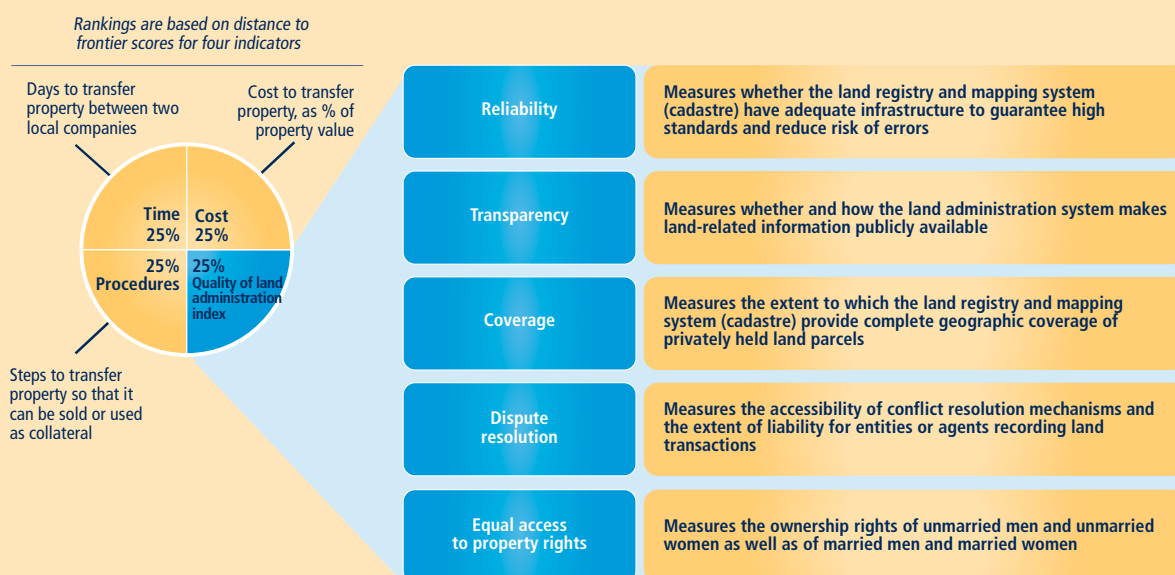 Rankings are based on distance to
frontier scores for four indicators
Days to transfer
property between two
local companies
Cost to transfer
property, as % of
property value
Time
25%
Cost
25%
25%
Procedures
25%
Quality of land
administration
index
Steps to transfer
property so that it
can be sold or used
as collateral
Reliability
Measures whether the land registry and mapping system
(cadastre) have adequate infrastructure to guarantee high
standards and reduce risk of errors
Transparency
Measures whether and how the land administration system makes
land-related information publicly available
Coverage
Measures the extent to which the land registry and mapping
system (cadastre) provide complete geographic coverage of
privately held land parcels
Dispute
resolution
Measures the accessibility of conflict resolution mechanisms and
the extent of liability for entities or agents recording land
transactions
Equal access
to property rights
Measures the ownership rights of unmarried men and unmarried
women as well as of married men and married women